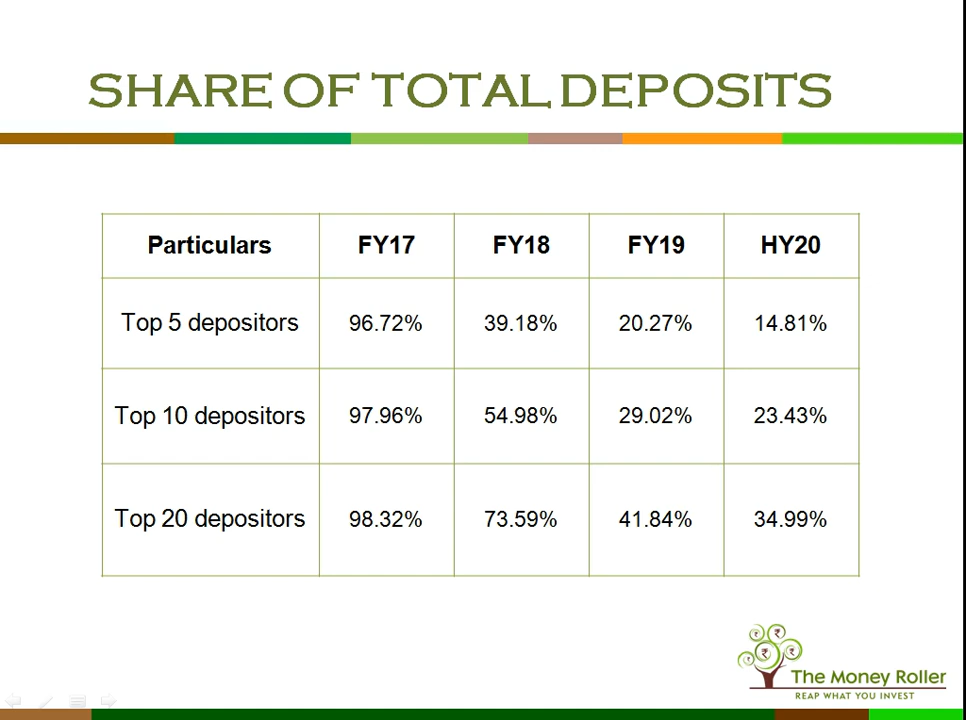 SHARE OF TOTAL DEPOSITS
Particulars FY17 FY18 FY19 HY20
Top 5 depositors 96.72% 39.18% 20.27% 14.81%
Top 10 depositors 97.96% 54.98% 29.02% 23.43%
Top 20 depositors 98.32% 73.59% 41.84% 34.99%
₹ ₹
₹ ₹ ₹
The Money Roller
REAP WHAT YOU INVEST